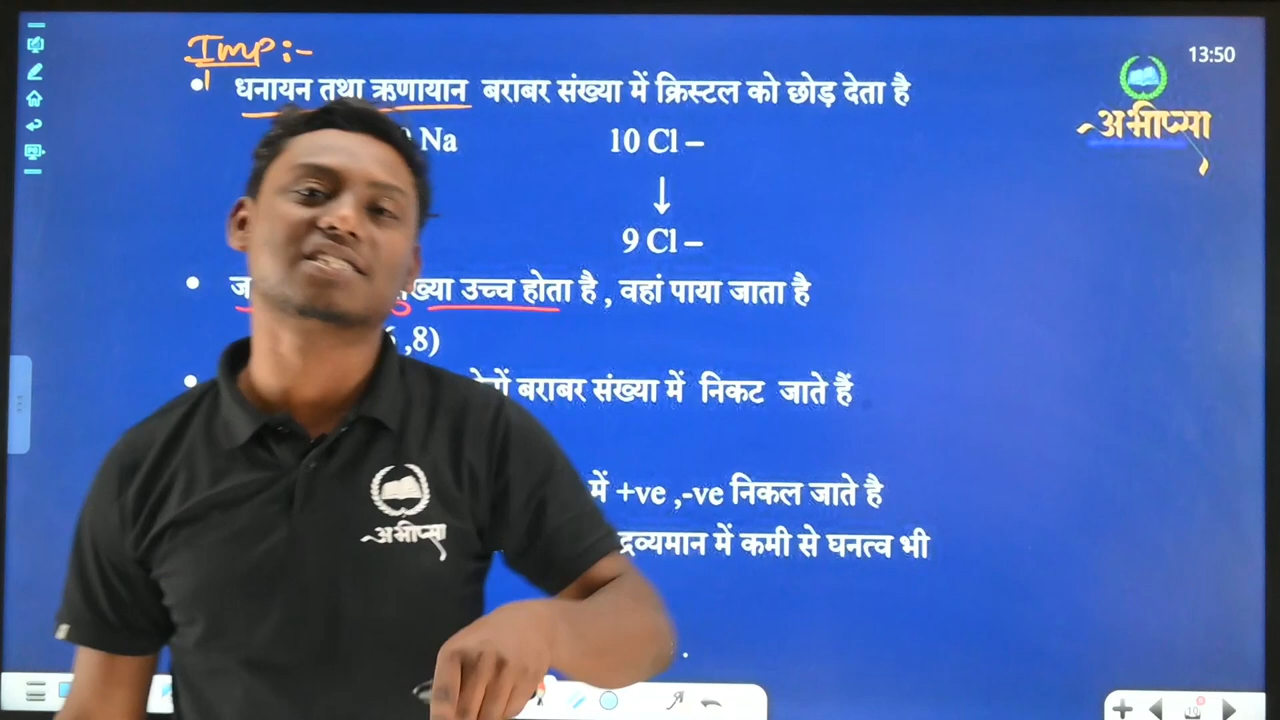 Imp:-
13:50
• धनायन तथा ऋणायान बराबर संख्या में क्रिस्टल को छोड़ देता है
अभीप्सा
Na 10 Cl –
↓
9 Cl –
• उच्च होता है , वहां पाया जाता है
,8)
• बराबर संख्या में निकट जाते हैं
में +ve ,-ve निकल जाते है
द्रव्यमान में कमी से घनत्व भी
अभीप्सा